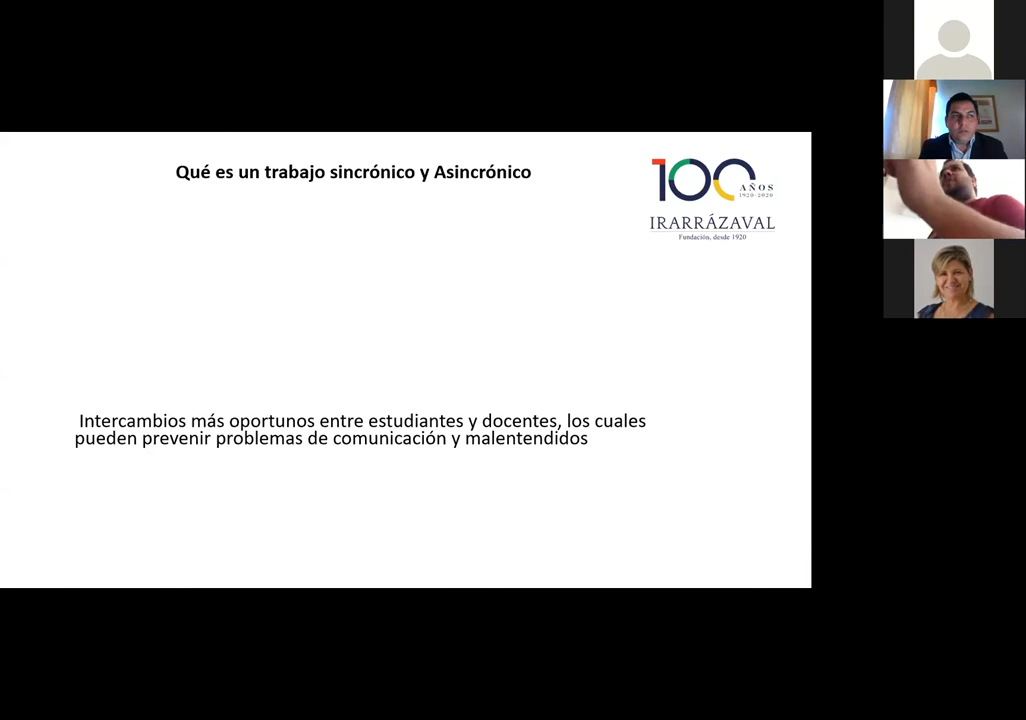 Qué es un trabajo sincrónico y Asincrónico
100
AÑOS
1920-2020
IRARRÁZAVAL
Fundación, desde 1920
Intercambios más oportunos entre estudiantes y docentes, los cuales
pueden prevenir problemas de comunicación y malentendidos